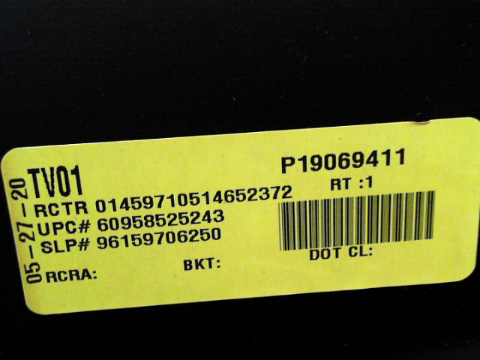 05-27-20
TV01
P19069411
RCTR 01459710514652372
RT :1
UPC# 60958525243
SLP# 96159706250
RCRA:
BKT:
DOT CL: